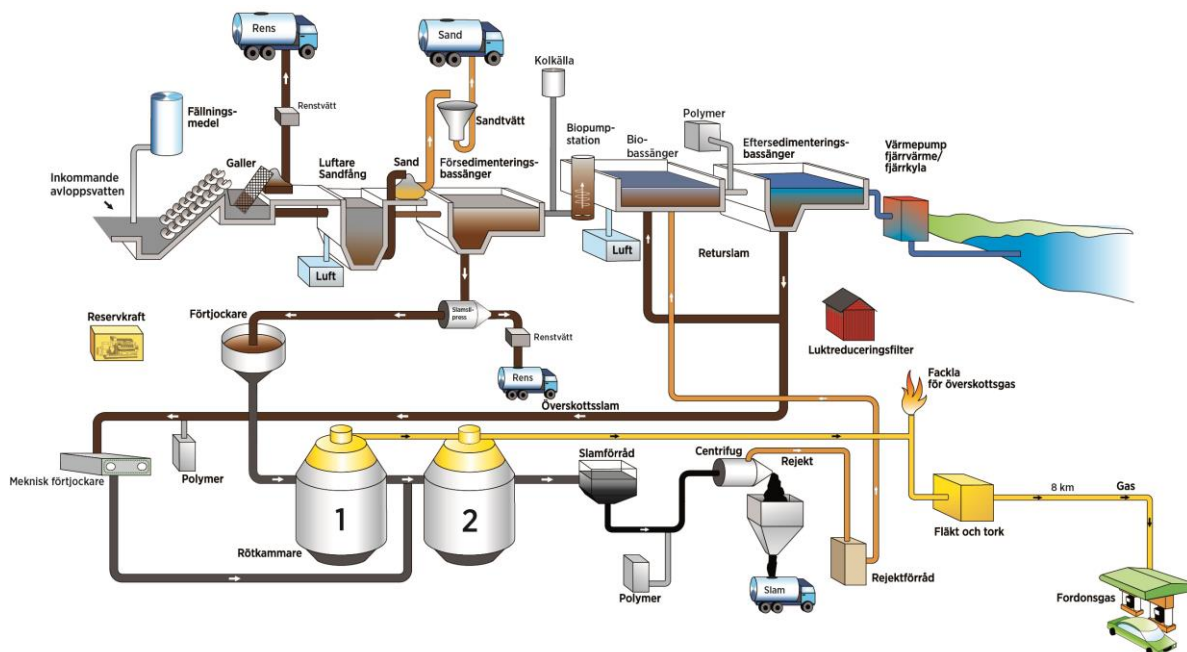 Rens
Sand
Kolkälla
Fällnings-
medel
Renstvätt
Sandtvätt
Biopump-
station
Polymer
Galler
Luftare
Sandfång
Sand
Försedimenterings-
bassänger
Bio-
bassänger
Eftersedimenterings-
bassänger
Värmepump
fjärrvärme/
fjärrkyla
Inkommande
avloppsvatten
Luft
Luft
Returslam
Reservkraft
Förtjockare
Slamsli-
press
Renstvätt
Rens
Luktreduceringsfilter
Fackla
för överskottsgas
Överskottsslam
Meknisk förtjockare
Polymer
1
2
Rötkammare
Slamförråd
Centrifug
Rejekt
Polymer
Slam
Rejektförråd
8 km
Gas
Fläkt och tork
Fordonsgas